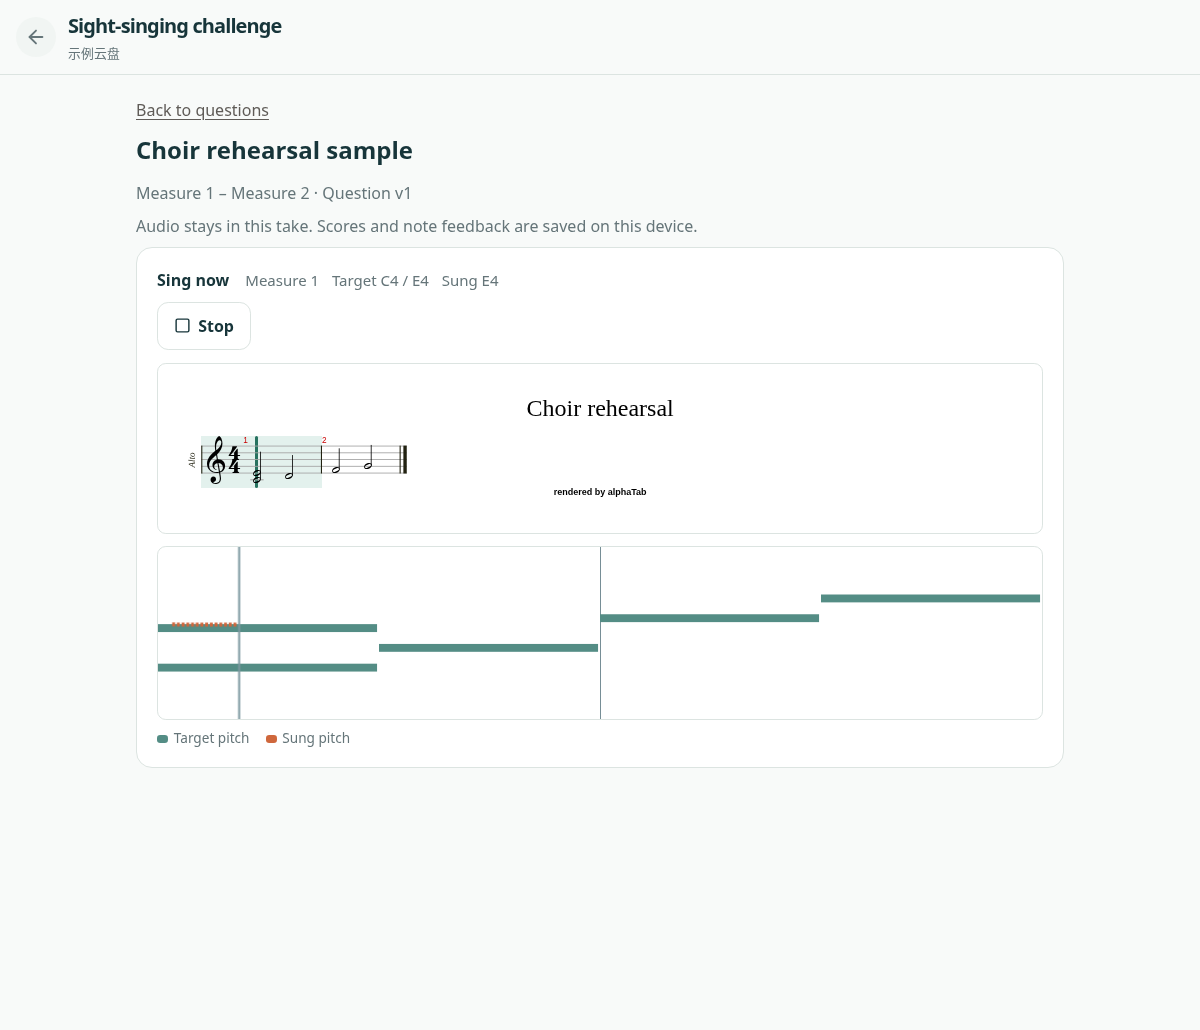 Sight-singing challenge
示例云盘
Back to questions
Choir rehearsal sample
Measure 1 – Measure 2 · Question v1
Audio stays in this take. Scores and note feedback are saved on this device.
Sing now Measure 1 Target C4 / E4 Sung E4
Stop
Choir rehearsal
1 2
Alto
4
4
rendered by alphaTab
Target pitch Sung pitch